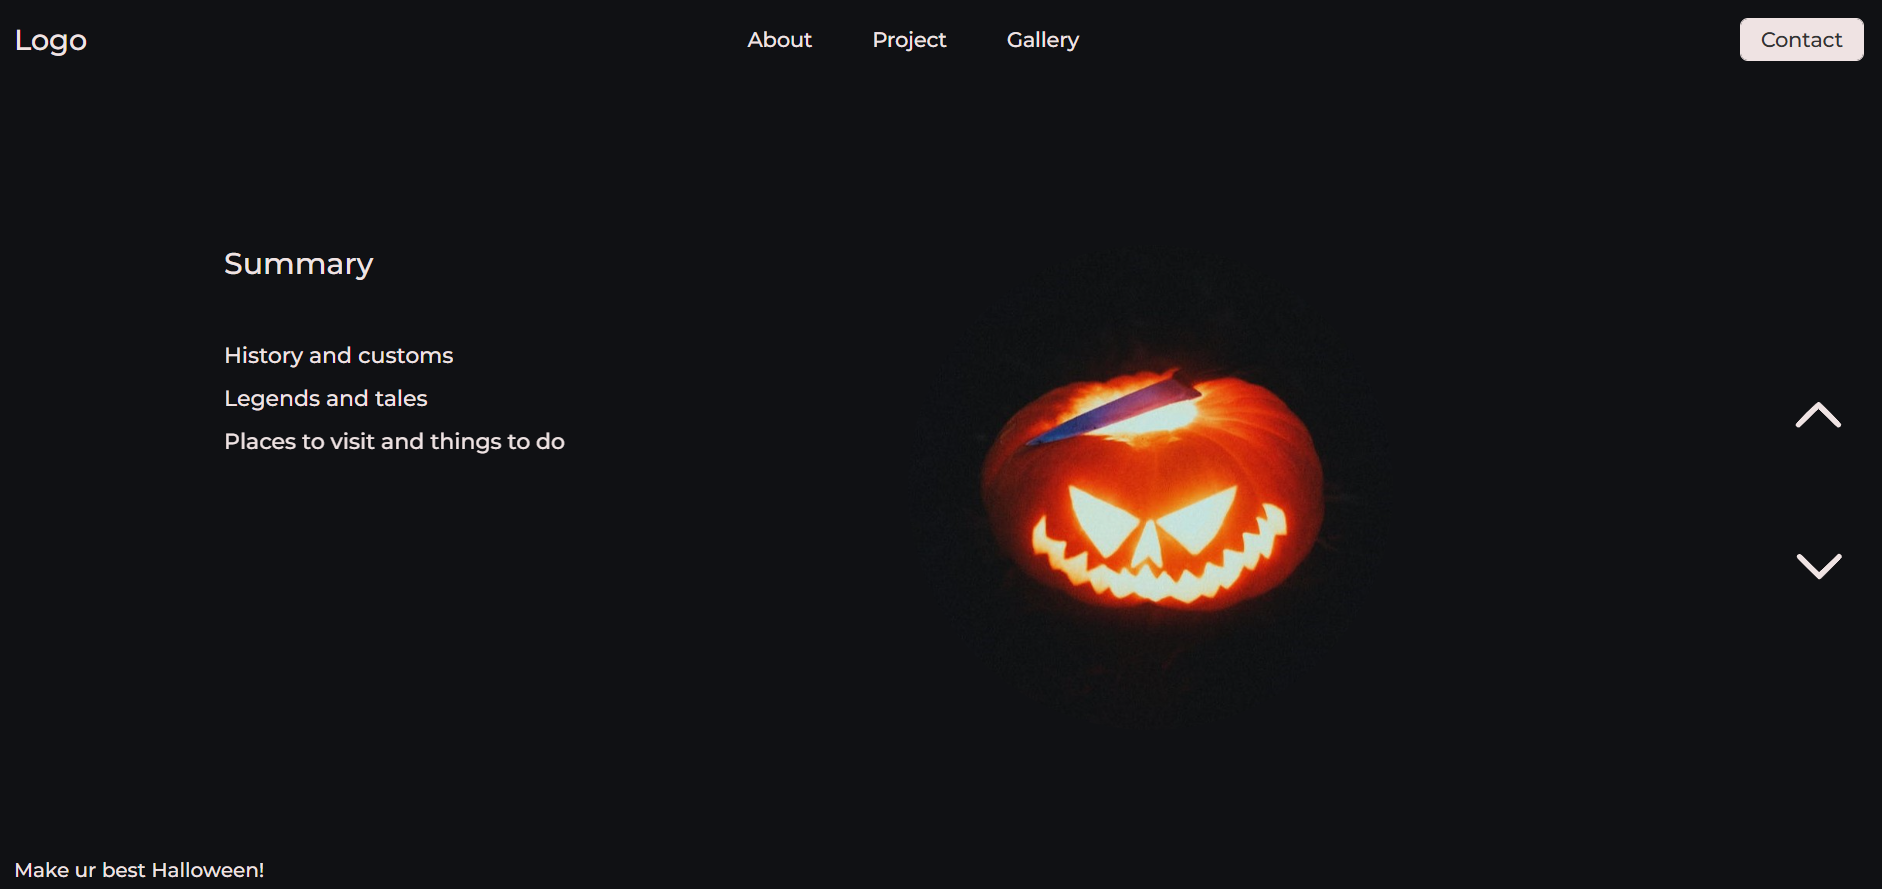 Logo
About
Project
Gallery
Contact
Summary
History and customs
Legends and tales
Places to visit and things to do
Make ur best Halloween!